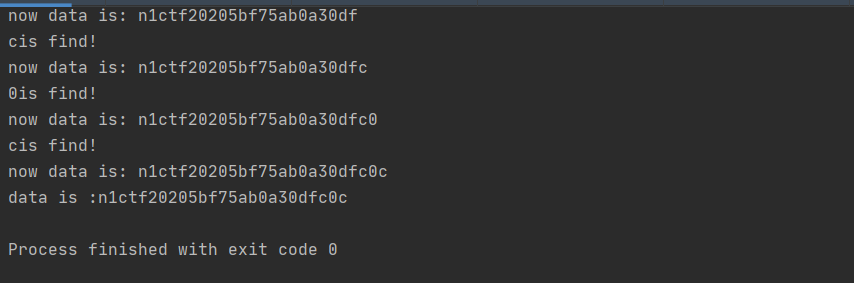 now data is: n1ctf20205bf75ab0a30df
cis find!
now data is: n1ctf20205bf75ab0a30dfc
0is find!
now data is: n1ctf20205bf75ab0a30dfc0
cis find!
now data is: n1ctf20205bf75ab0a30dfc0c
data is :n1ctf20205bf75ab0a30dfc0c
Process finished with exit code 0